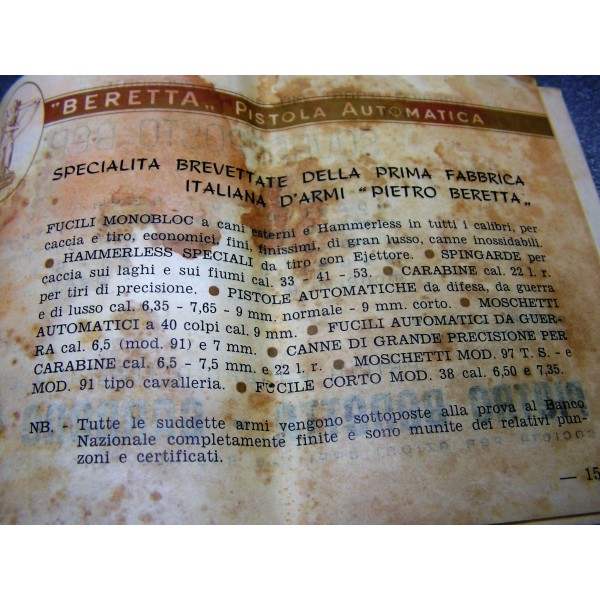 "BERETTA„ PISTOLA AUTOMATICA
SPECIALITA BREVETTATE DELLA PRIMA FABBRICA
ITALIANA D'ARMI "PIETRO BERETTA„
FUCILI MONOBLOC a cani esterni e Hammerless in tutti i calibri, per
caccia e tiro, economici, fini, finissimi, di gran lusso, canne inossidabili.
● HAMMERLESS SPECIALI da tiro con Ejettore. ● SPINGARDE per
caccia sui laghi e sui fiumi cal. 33 - 41 - 53. ● CARABINE cal. 22 l. r.
per tiri di precisione. ● PISTOLE AUTOMATICHE da difesa, da guerra
e di lusso cal. 6,35 - 7,65 - 9 mm. normale - 9 mm. corto. ● MOSCHETTI
AUTOMATICI a 40 colpi cal. 9 mm. ● FUCILI AUTOMATICI DA GUER-
RA cal. 6,5 (mod. 91) e 7 mm. ● CANNE DI GRANDE PRECISIONE PER
CARABINE cal. 6,5 - 7,5 mm. e 22 l. r. ● MOSCHETTI MOD. 97 T. S. - e
MOD. 91 tipo cavalleria. ● FUCILE CORTO MOD. 38 cal. 6,50 e 7,35.
NB. - Tutte le suddette armi vengono sottoposte alla prova al Banco
Nazionale completamente finite e sono munite dei relativi pun-
zoni e certificati.
— 15